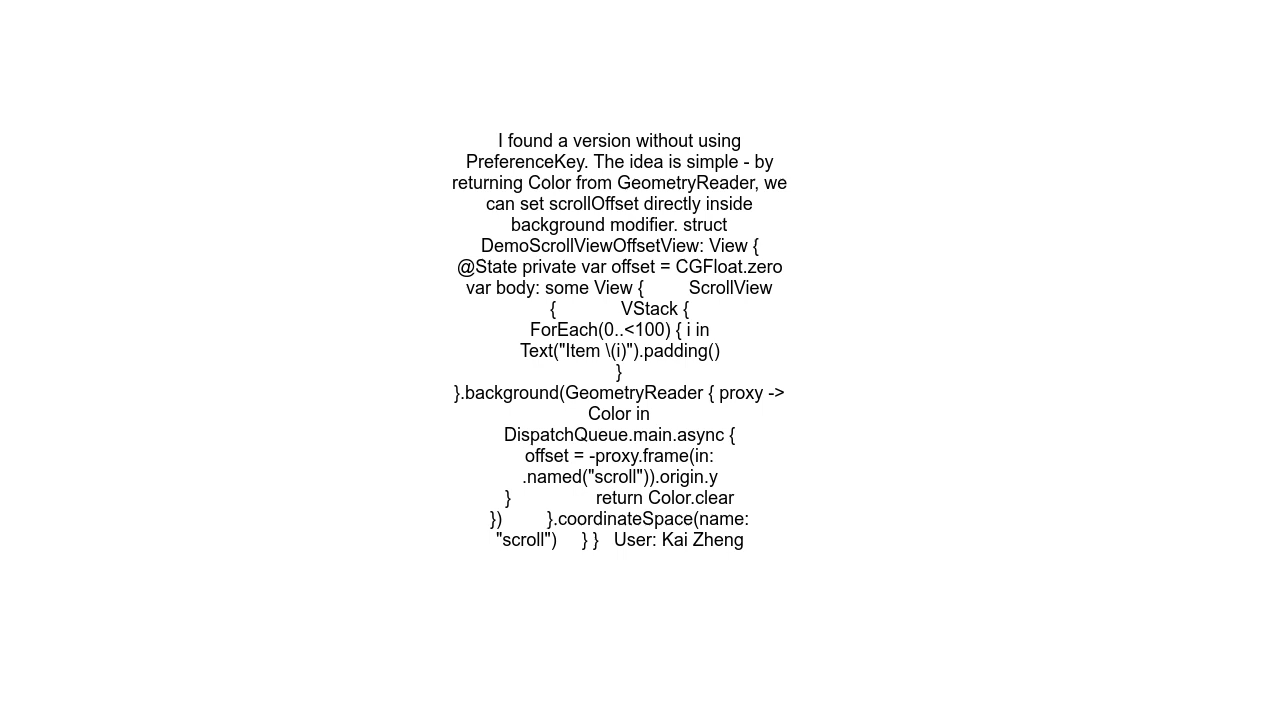 I found a version without using
PreferenceKey. The idea is simple - by
returning Color from GeometryReader, we
can set scrollOffset directly inside
background modifier. struct
DemoScrollViewOffsetView: View {
@State private var offset = CGFloat.zero
var body: some View {         ScrollView
{             VStack {
ForEach(0..<100) { i in
Text("Item \(i)").padding()
}
}.background(GeometryReader { proxy ->
Color in
DispatchQueue.main.async {
offset = -proxy.frame(in:
.named("scroll")).origin.y
}                 return Color.clear
})         }.coordinateSpace(name:
"scroll")     } }   User: Kai Zheng